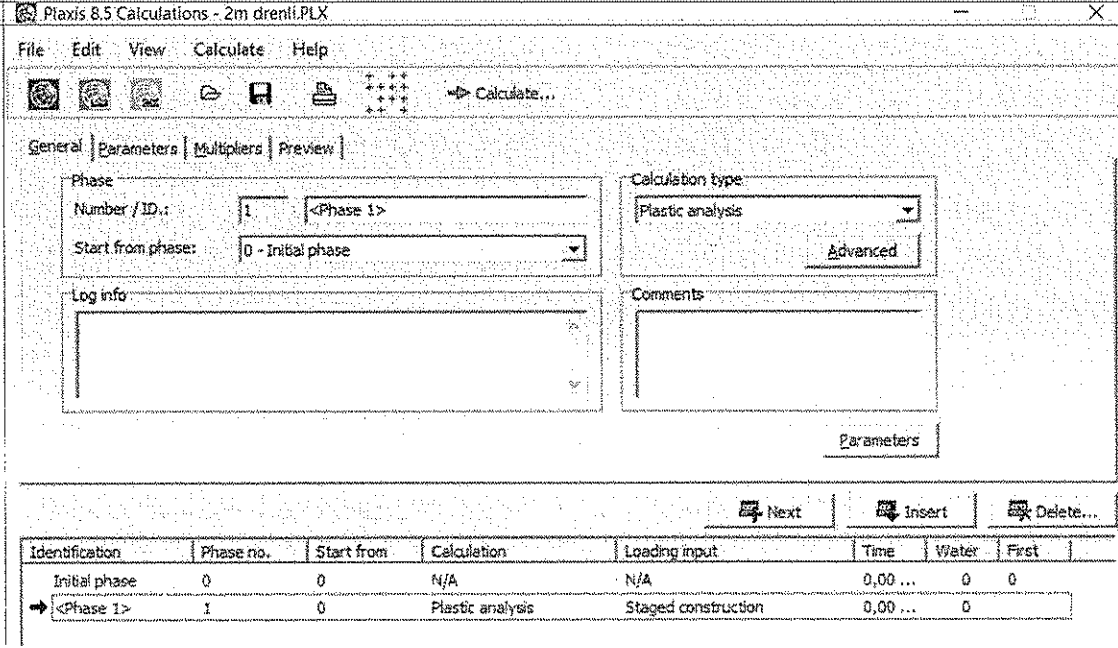 Plaxis 8.5 Calculations - 2m drenli.PLX
File Edit View Calculate Help
Calculate...
General Parameters Multipliers Preview
Phase Calculation type
Number / ID.: 1 <Phase 1> Plastic analysis
Start from phase: 0 - Initial phase Advanced
Log info Comments
Parameters
Next Insert Delete...
Identification Phase no. Start from Calculation Loading input Time Water First
Initial phase 0 0 N/A N/A 0,00 ... 0 0
<Phase 1> 1 0 Plastic analysis Staged construction 0,00 ... 0